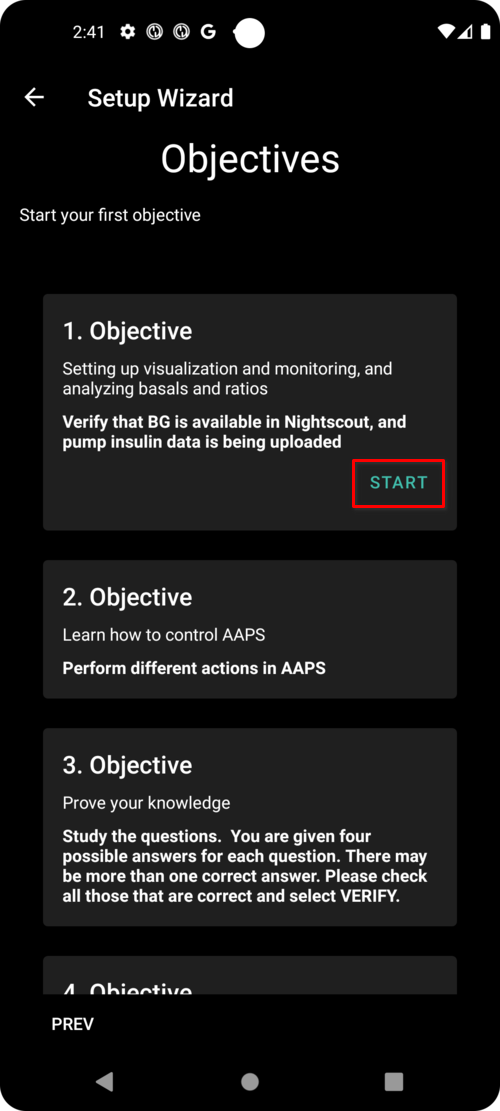 2:41
Setup Wizard
Objectives
Start your first objective
1. Objective
Setting up visualization and monitoring, and
analyzing basals and ratios
Verify that BG is available in Nightscout, and
pump insulin data is being uploaded
START
2. Objective
Learn how to control AAPS
Perform different actions in AAPS
3. Objective
Prove your knowledge
Study the questions.  You are given four
possible answers for each question. There may
be more than one correct answer. Please check
all those that are correct and select VERIFY.
4. Objective
PREV